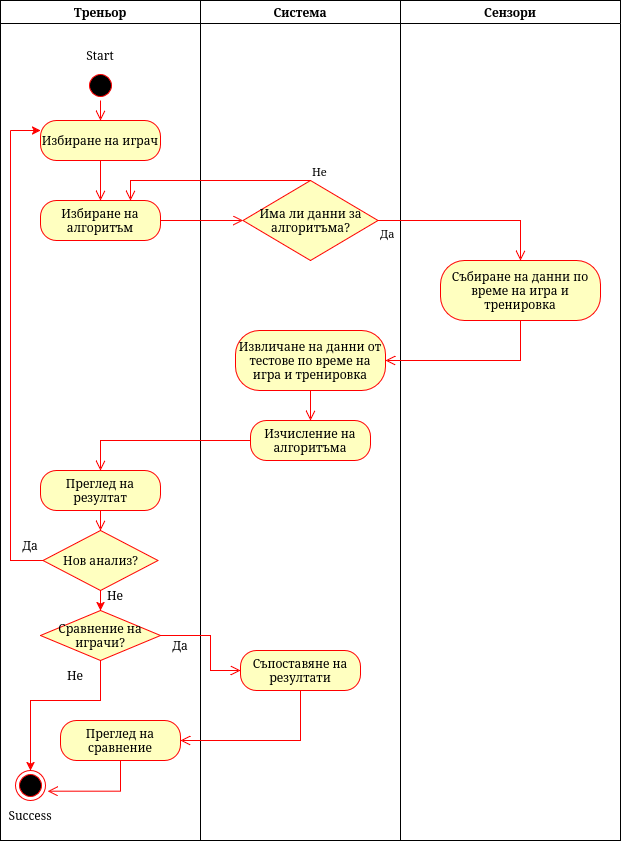 Треньор
Система
Сензори
Start
Избиране на играч
Не
Избиране на
алгоритъм
Има ли данни за
алгоритъма?
Да
Събиране на данни по
време на игра и
тренировка
Извличане на данни от
тестове по време на
игра и тренировка
Изчисление на
алгоритъма
Преглед на
резултат
Да
Нов анализ?
Не
Сравнение на
играчи?
Да
Не
Съпоставяне на
резултати
Преглед на
сравнение
Success